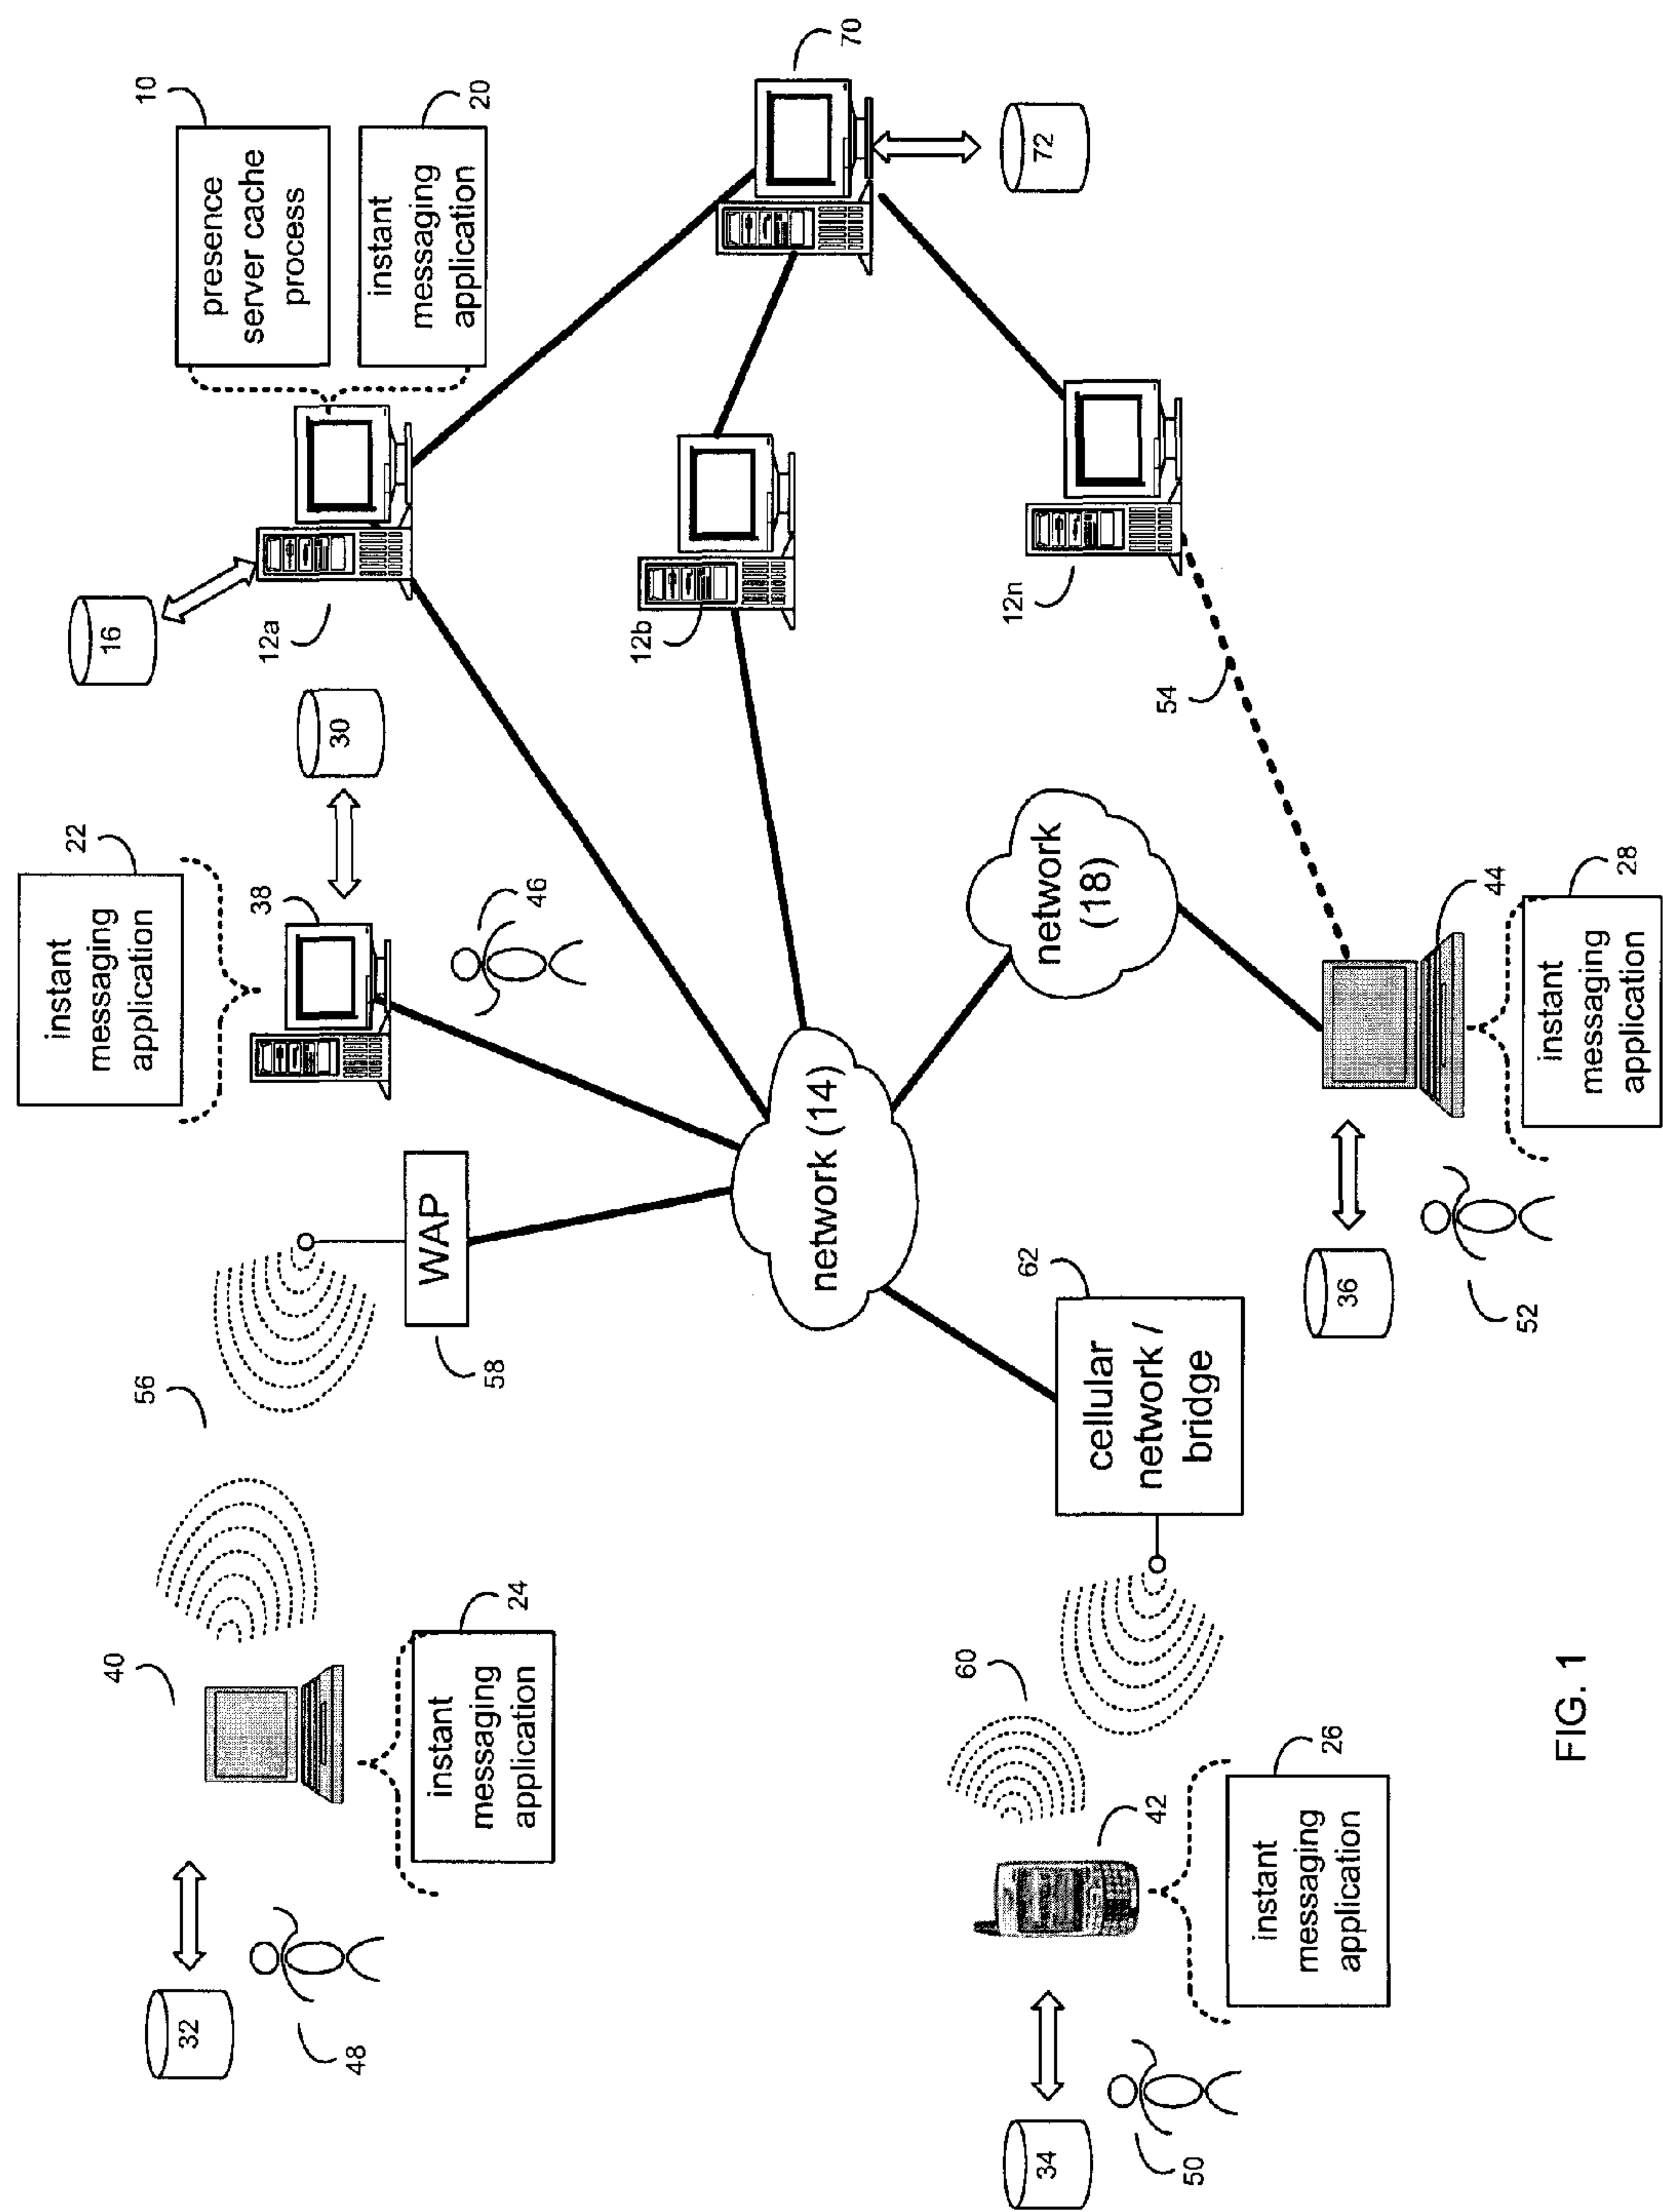 32
48
40
instant
messaging
application
24
56
WAP
58
instant
messaging
application
22
38
30
46
16
12a
presence
server cache
process
10
instant
messaging
application
20
12b
70
72
12n
network (14)
network
(18)
54
34
50
42
60
instant
messaging
application
26
cellular
network /
bridge
62
36
52
44
instant
messaging
application
28
FIG. 1